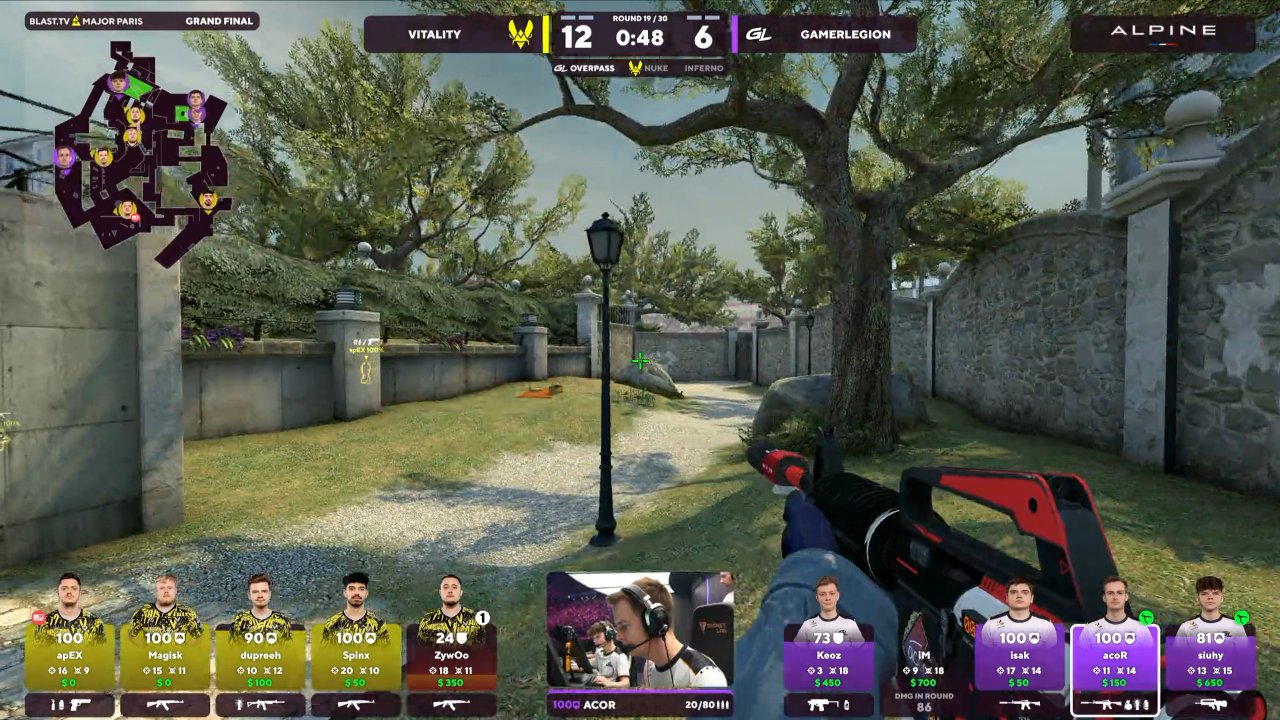 BLAST.TV MAJOR PARIS GRAND FINAL
VITALITY 12 ROUND 19 / 30 0:48 6 GL GAMERLEGION
GL OVERPASS NUKE INFERNO
ALPINE
apEX 100%
100 100 90 100 24 1
apEX Magisk dupreeh Spinx ZywOo
16 9 15 11 10 12 20 10 18 11
$0 $0 $100 $50 $350
100 ACOR 20/80
73 100 100 81
Keoz iM isak acoR siuhy
3 18 9 18 17 14 11 14 13 15
$450 $700 $50 $150 $650
DMG IN ROUND
86